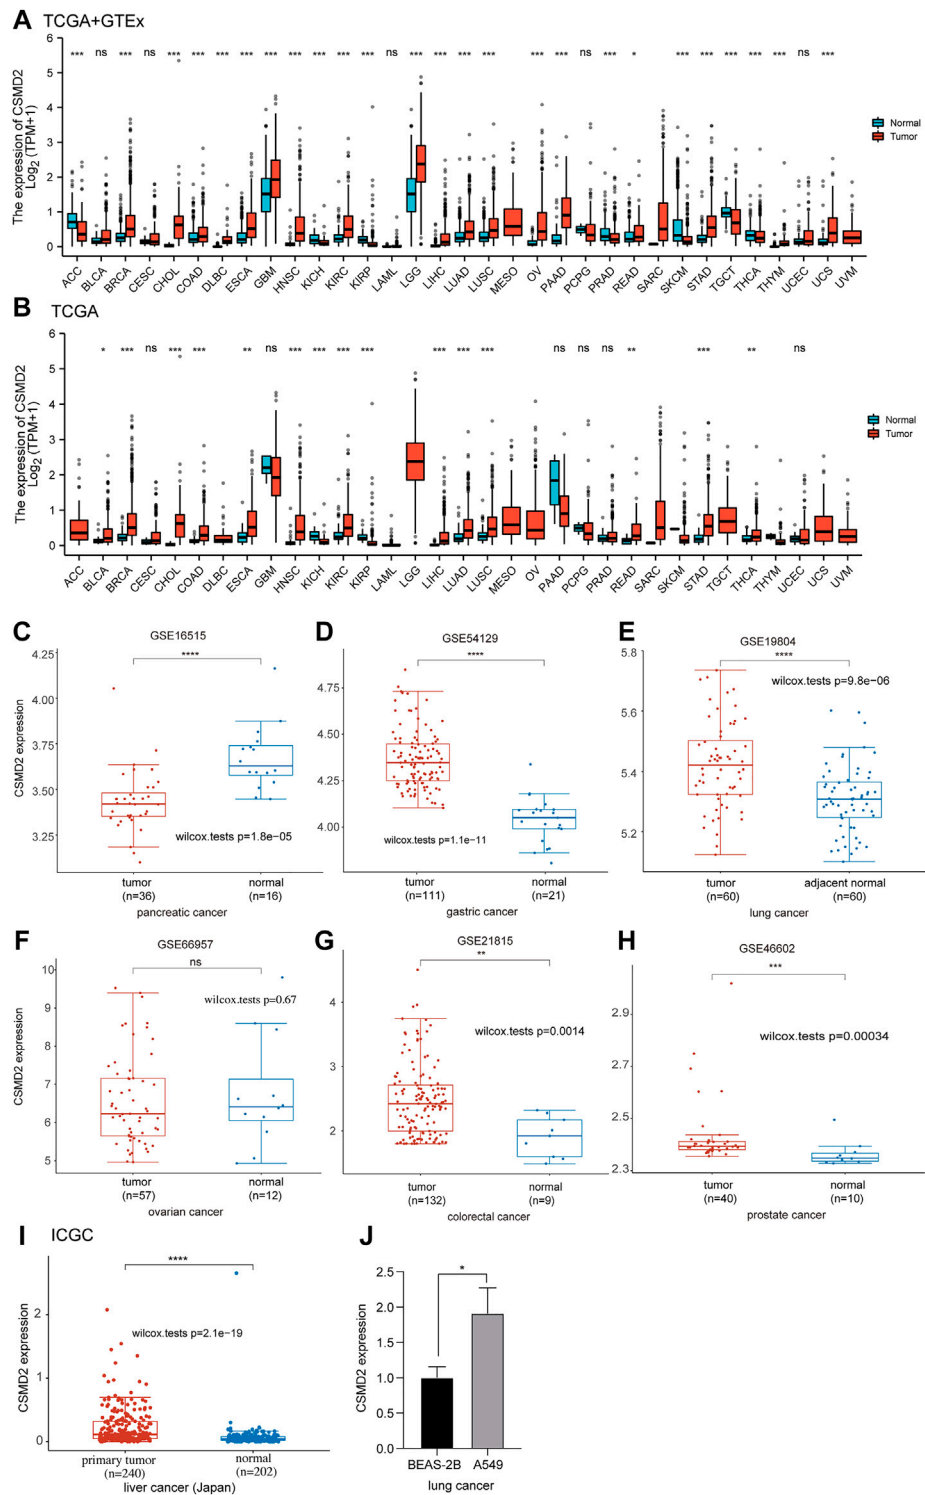 A TCGA+GTEx
The expression of CSMD2
Log2 (TPM+1)
6
5
4
3
2
1
0
*** ns *** ns *** *** *** *** *** *** *** *** *** ns *** *** *** *** *** *** ns *** * *** *** *** *** *** ns ***
Normal
Tumor
ACC BLCA BRCA CESC CHOL COAD DLBC ESCA GBM HNSC KICH KIRC KIRP LAML LGG LIHC LUAD LUSC MESO OV PAAD PCPG PRAD READ SARC SKCM STAD TGCT THCA THYM UCEC UCS UVM
B TCGA
The expression of CSMD2
Log2 (TPM+1)
6
5
4
3
2
1
0
* *** ns *** *** ** ns *** *** *** *** *** *** *** ns ns ns ** *** ** ns
Normal
Tumor
ACC BLCA BRCA CESC CHOL COAD DLBC ESCA GBM HNSC KICH KIRC KIRP LAML LGG LIHC LUAD LUSC MESO OV PAAD PCPG PRAD READ SARC SKCM STAD TGCT THCA THYM UCEC UCS UVM
C
GSE16515
****
CSMD2 expression
4.25
4.00
3.75
3.50
3.25
wilcox.tests p=1.8e-05
tumor normal
(n=36) (n=16)
pancreatic cancer
D
GSE54129
****
4.75
4.50
4.25
4.00
wilcox.tests p=1.1e-11
tumor normal
(n=111) (n=21)
gastric cancer
E
GSE19804
****
wilcox.tests p=9.8e-06
5.8
5.6
5.4
5.2
tumor adjacent normal
(n=60) (n=60)
lung cancer
F
GSE66957
ns
wilcox.tests p=0.67
CSMD2 expression
10
9
8
7
6
5
tumor normal
(n=57) (n=12)
ovarian cancer
G
GSE21815
**
wilcox.tests p=0.0014
4
3
2
tumor normal
(n=132) (n=9)
colorectal cancer
H
GSE46602
***
wilcox.tests p=0.00034
2.9
2.7
2.5
2.3
tumor normal
(n=40) (n=10)
prostate cancer
I ICGC
****
wilcox.tests p=2.1e-19
CSMD2 expression
2
1
0
primary tumor normal
(n=240) (n=202)
liver cancer (Japan)
J
*
CSMD2 expression
2.5
2.0
1.5
1.0
0.5
0.0
BEAS-2B A549
lung cancer